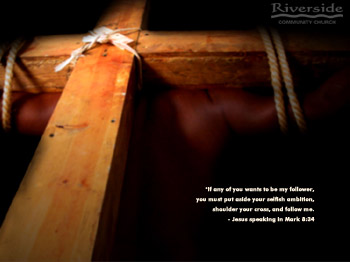 Riverside
COMMUNITY CHURCH
"If any of you wants to be my follower,
you must put aside your selfish ambition,
shoulder your cross, and follow me.
- Jesus speaking in Mark 8:34